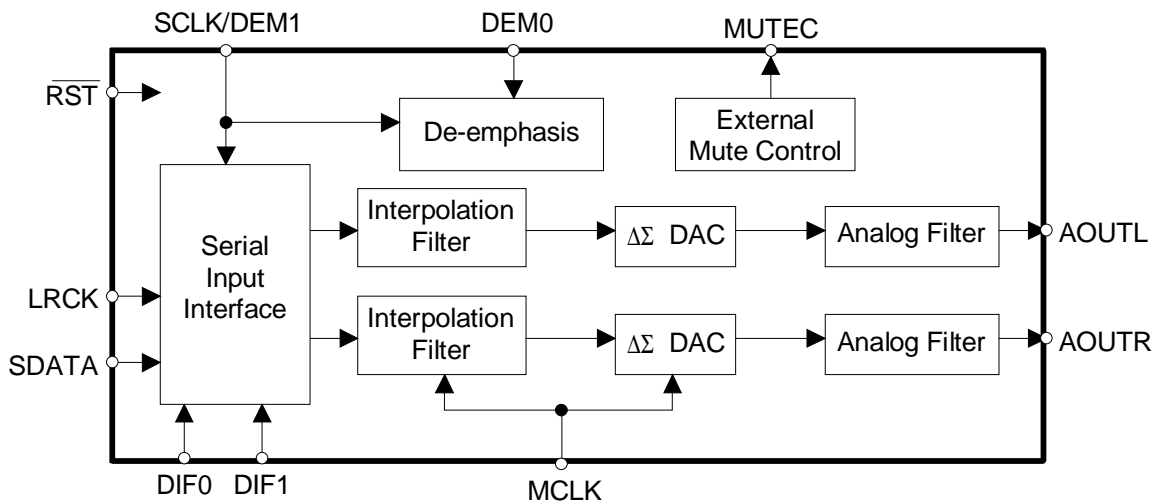 SCLK/DEM1
DEM0
MUTEC
RST
De-emphasis
External
Mute Control
Serial
Input
Interface
Interpolation
Filter
ΔΣ DAC
Analog Filter
AOUTL
LRCK
Interpolation
Filter
ΔΣ DAC
Analog Filter
AOUTR
SDATA
DIF0
DIF1
MCLK